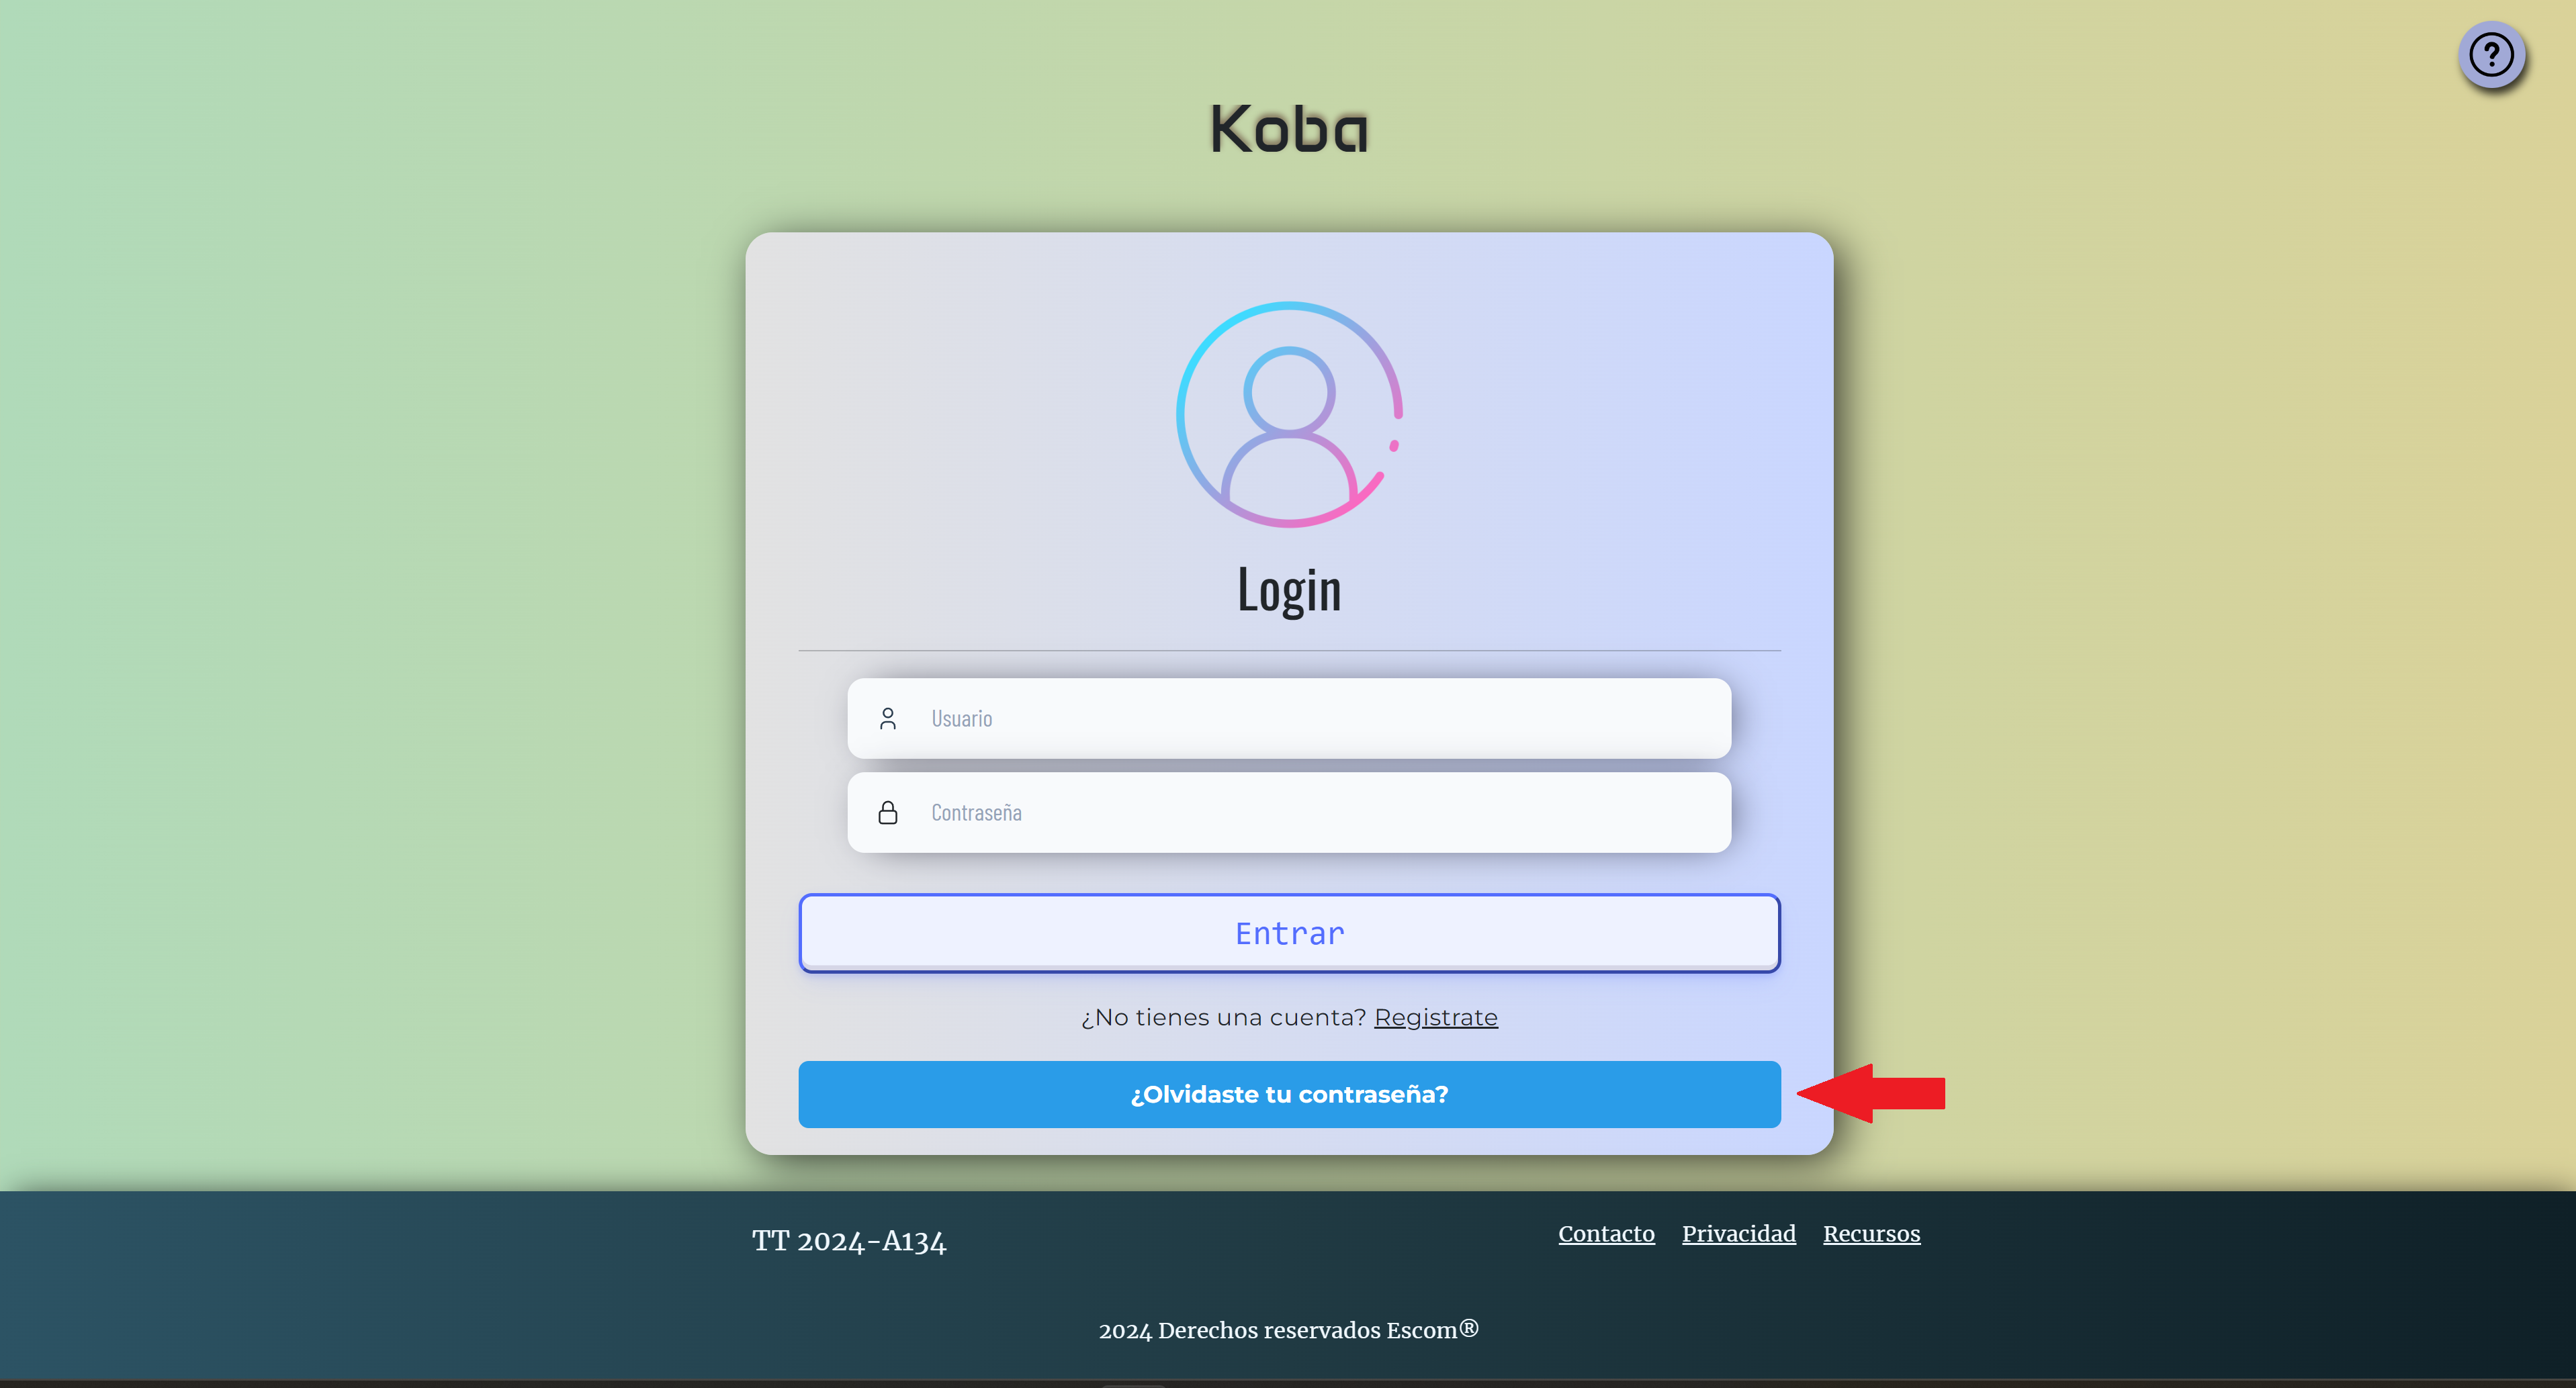 Koba
Login
Usuario
Contraseña
Entrar
¿No tienes una cuenta? Registrate
¿Olvidaste tu contraseña?
TT 2024-A134
Contacto Privacidad Recursos
2024 Derechos reservados Escom®